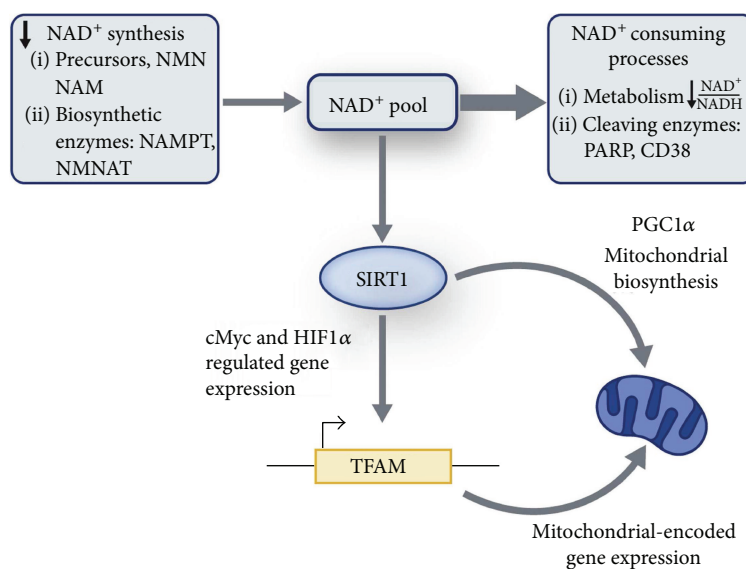 NAD⁺ synthesis
(i) Precursors, NMN
NAM
(ii) Biosynthetic
enzymes: NAMPT,
NMNAT
NAD⁺ pool
NAD⁺ consuming
processes
(i) Metabolism NAD⁺/NADH
(ii) Cleaving enzymes:
PARP, CD38
SIRT1
PGC1α
Mitochondrial
biosynthesis
cMyc and HIF1α
regulated gene
expression
TFAM
Mitochondrial-encoded
gene expression